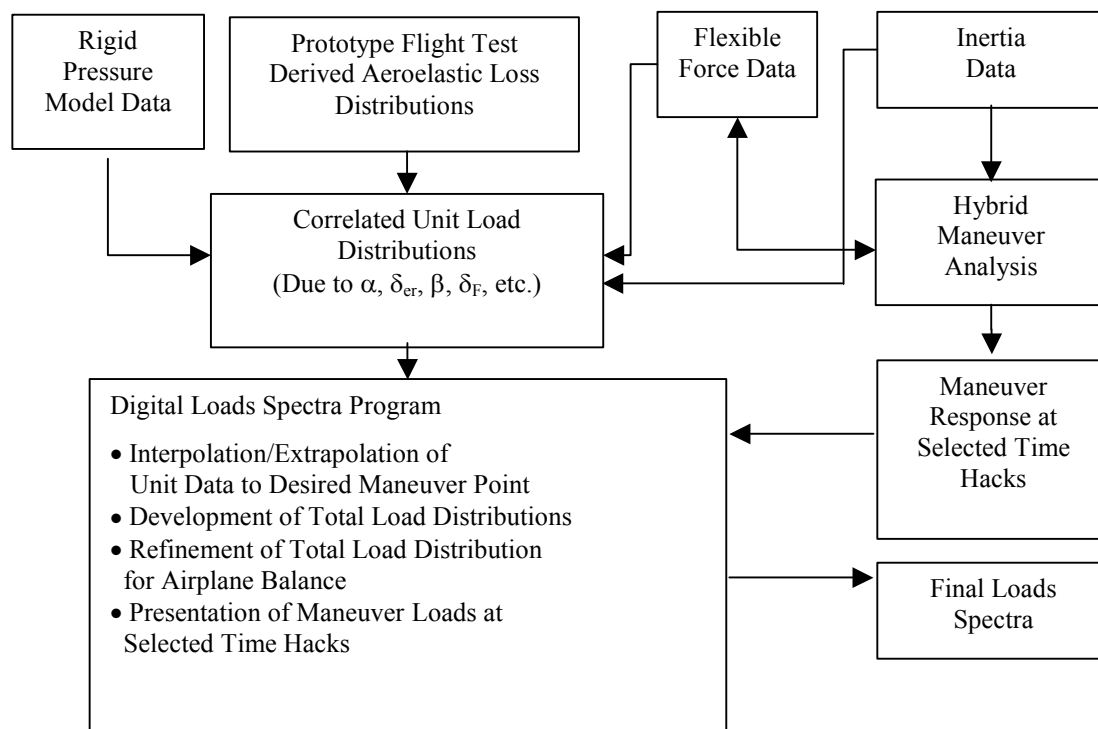 Rigid
Pressure
Model Data
Prototype Flight Test
Derived Aeroelastic Loss
Distributions
Flexible
Force Data
Inertia
Data
Correlated Unit Load
Distributions
(Due to α, δer, β, δF, etc.)
Hybrid
Maneuver
Analysis
Digital Loads Spectra Program
• Interpolation/Extrapolation of
Unit Data to Desired Maneuver Point
• Development of Total Load Distributions
• Refinement of Total Load Distribution
for Airplane Balance
• Presentation of Maneuver Loads at
Selected Time Hacks
Maneuver
Response at
Selected Time
Hacks
Final Loads
Spectra